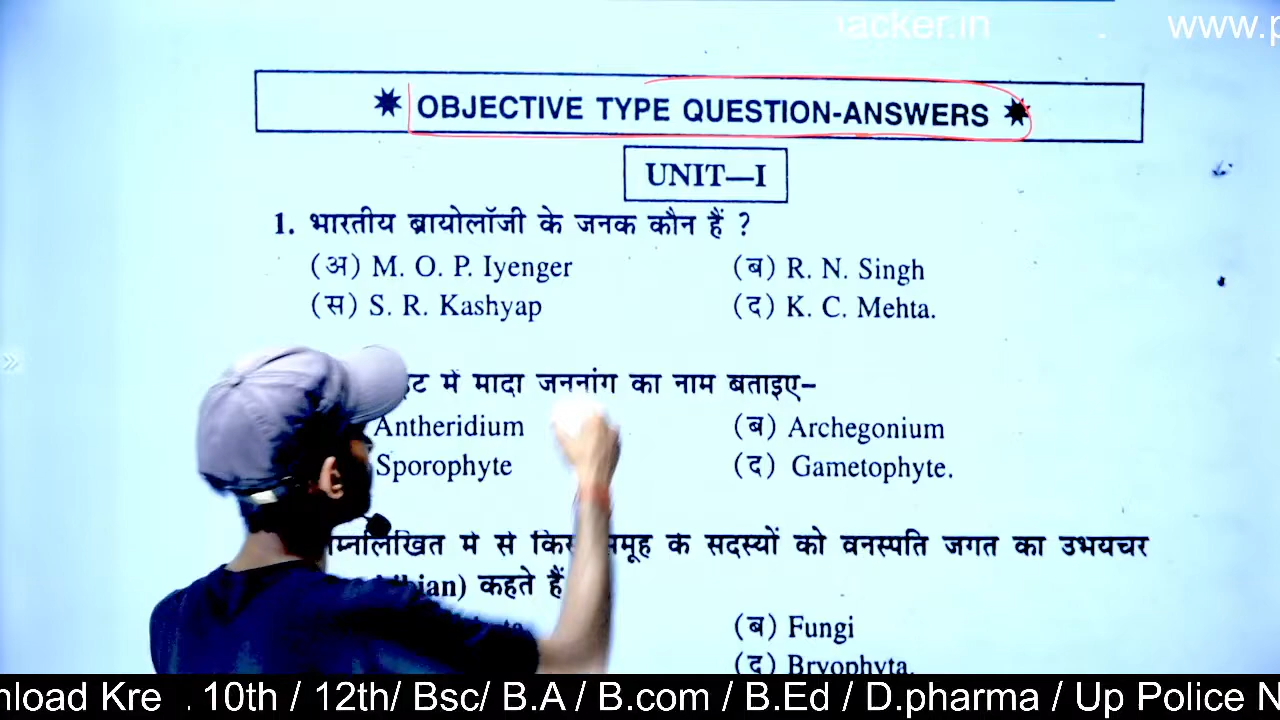 acker.in . www.p
OBJECTIVE TYPE QUESTION-ANSWERS
UNIT—I
1. भारतीय ब्रायोलॉजी के जनक कौन हैं ?
(अ) M. O. P. Iyenger (ब) R. N. Singh
(स) S. R. Kashyap (द) K. C. Mehta.
में मादा जननांग का नाम बताइए–
Antheridium (ब) Archegonium
Sporophyte (द) Gametophyte.
से समूह के सदस्यों को वनस्पति जगत का उभयचर
कहते हैं
(ब) Fungi
(द) Bryophyta.
nload Kre . 10th / 12th/ Bsc/ B.A / B.com / B.Ed / D.pharma / Up Police N